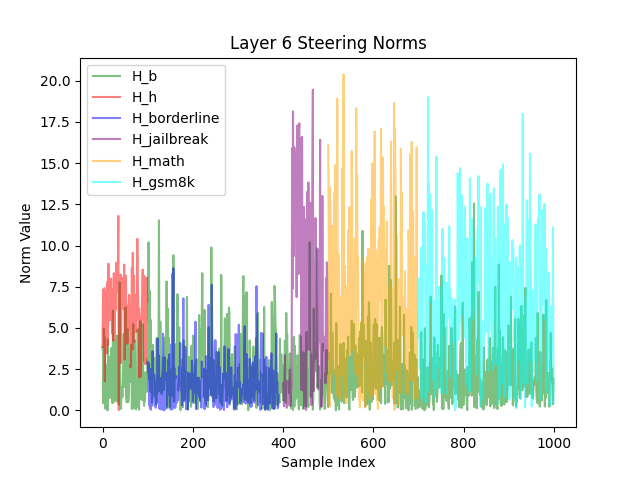 Layer 6 Steering Norms
H_b
H_h
H_borderline
H_jailbreak
H_math
H_gsm8k
Norm Value
20.0
17.5
15.0
12.5
10.0
7.5
5.0
2.5
0.0
0
200
400
600
800
1000
Sample Index